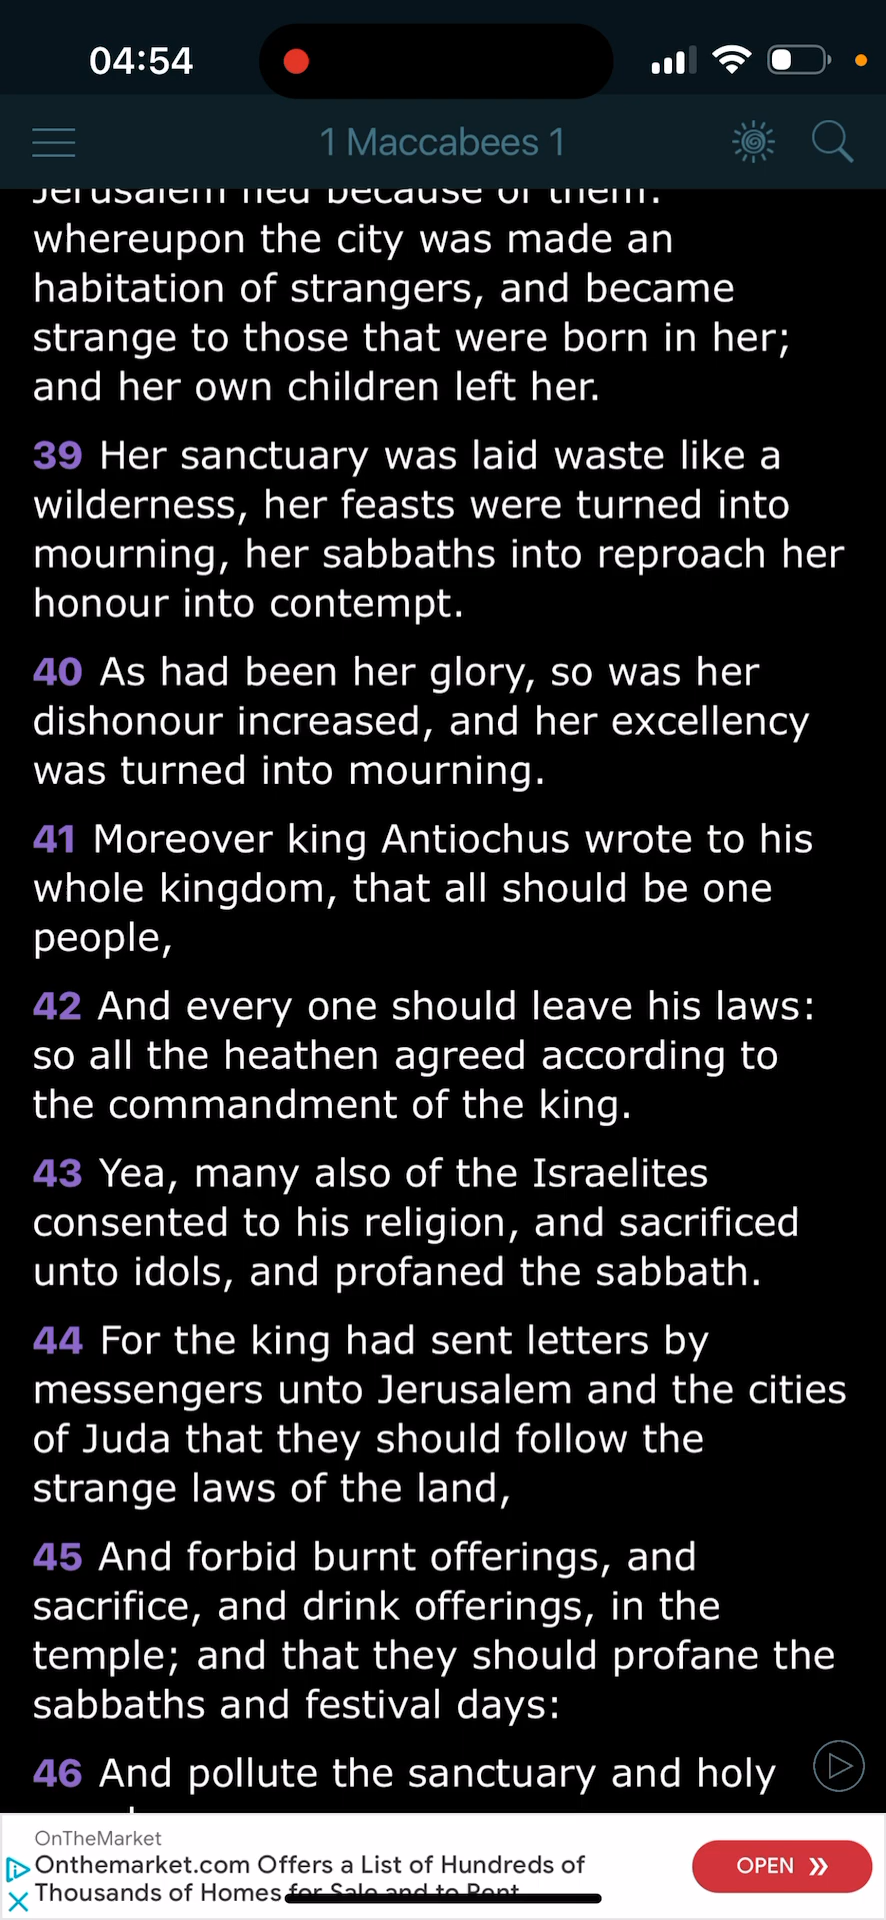 04:54
1 Maccabees 1
Jerusalem fled because of them:
whereupon the city was made an
habitation of strangers, and became
strange to those that were born in her;
and her own children left her.
39 Her sanctuary was laid waste like a
wilderness, her feasts were turned into
mourning, her sabbaths into reproach her
honour into contempt.
40 As had been her glory, so was her
dishonour increased, and her excellency
was turned into mourning.
41 Moreover king Antiochus wrote to his
whole kingdom, that all should be one
people,
42 And every one should leave his laws:
so all the heathen agreed according to
the commandment of the king.
43 Yea, many also of the Israelites
consented to his religion, and sacrificed
unto idols, and profaned the sabbath.
44 For the king had sent letters by
messengers unto Jerusalem and the cities
of Juda that they should follow the
strange laws of the land,
45 And forbid burnt offerings, and
sacrifice, and drink offerings, in the
temple; and that they should profane the
sabbaths and festival days:
46 And pollute the sanctuary and holy
OnTheMarket
Onthemarket.com Offers a List of Hundreds of
Thousands of Homes for Sale and to Rent
OPEN